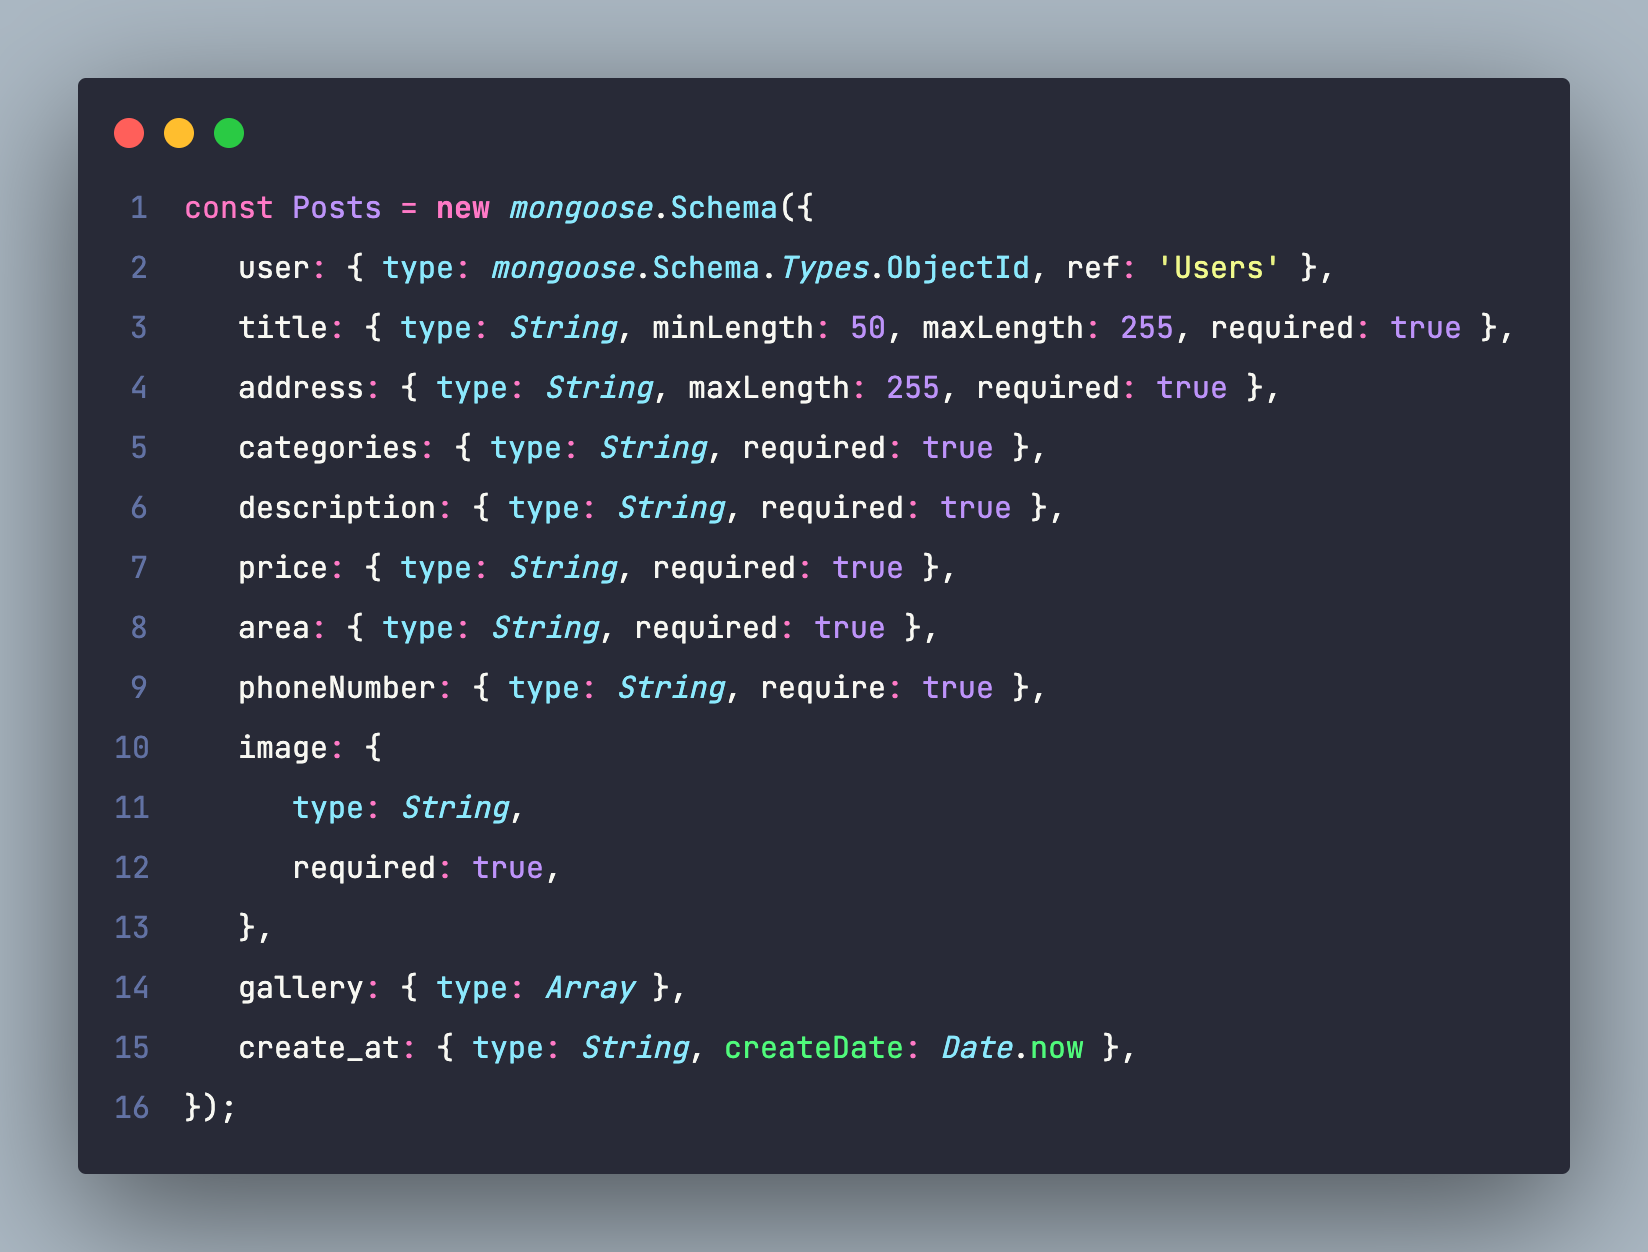 1 const Posts = new mongoose.Schema({
2 user: { type: mongoose.Schema.Types.ObjectId, ref: 'Users' },
3 title: { type: String, minLength: 50, maxLength: 255, required: true },
4 address: { type: String, maxLength: 255, required: true },
5 categories: { type: String, required: true },
6 description: { type: String, required: true },
7 price: { type: String, required: true },
8 area: { type: String, required: true },
9 phoneNumber: { type: String, require: true },
10 image: {
11 type: String,
12 required: true,
13 },
14 gallery: { type: Array },
15 create_at: { type: String, createDate: Date.now },
16 });